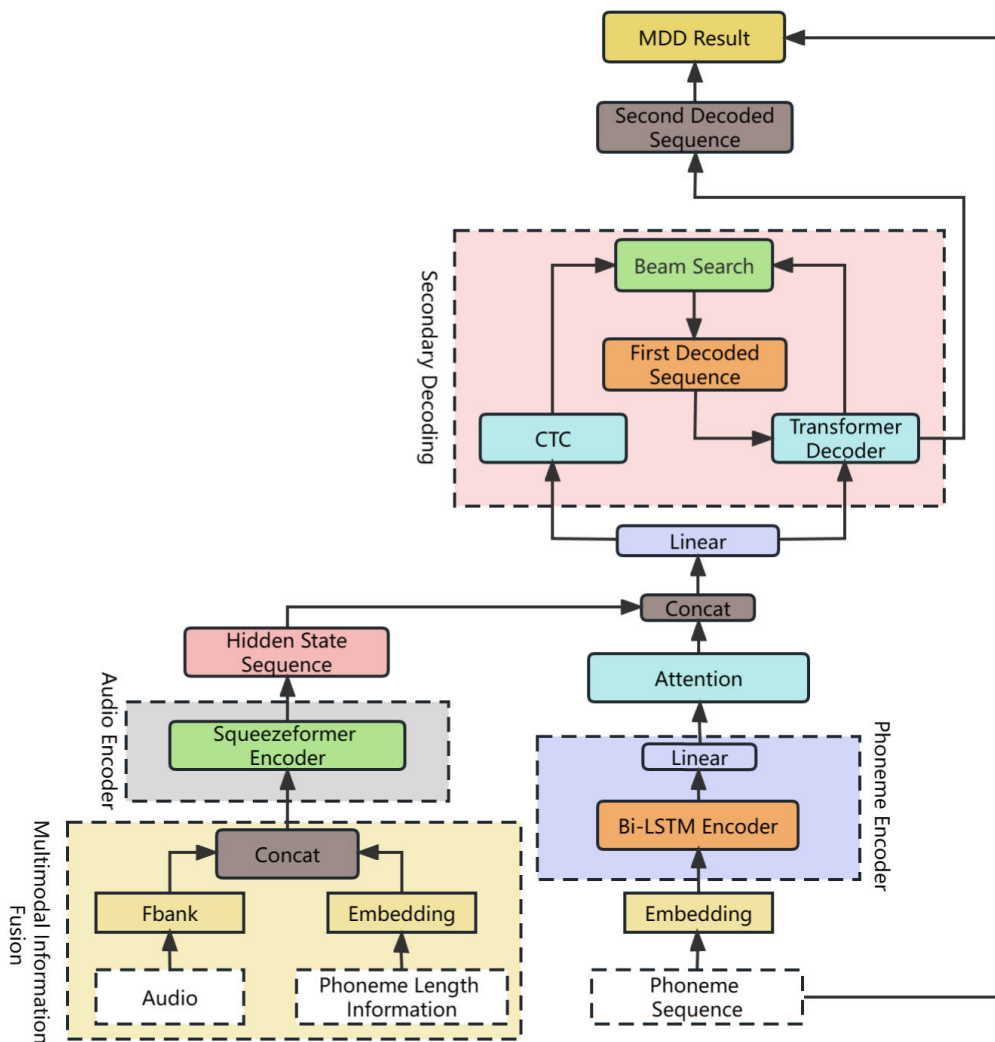 MDD Result
Second Decoded
Sequence
Secondary Decoding
Beam Search
First Decoded
Sequence
CTC
Transformer
Decoder
Linear
Concat
Hidden State
Sequence
Attention
Audio Encoder
Squeezeformer
Encoder
Phoneme Encoder
Linear
Bi-LSTM Encoder
Multimodal Information
Fusion
Concat
Fbank
Embedding
Embedding
Audio
Phoneme Length
Information
Phoneme
Sequence